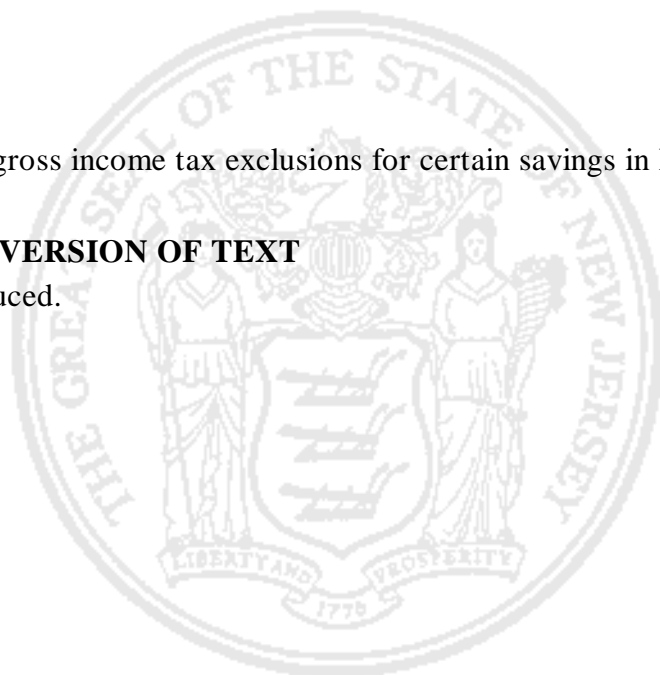 THE GREAT SEAL OF THE STATE OF NEW JERSEY
gross income tax exclusions for certain savings in
VERSION OF TEXT
uced.
LIBERTY AND PROSPERITY
1776